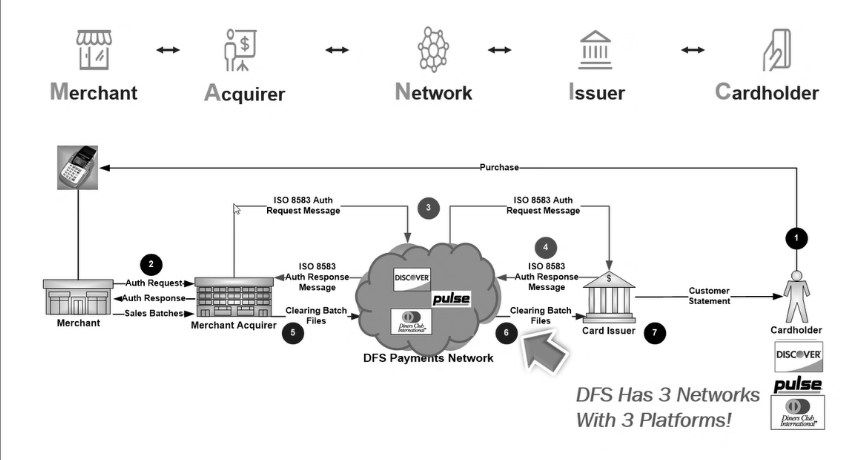 Merchant
Acquirer
Network
Issuer
Cardholder
Purchase
ISO 8583 Auth
Request Message
3
ISO 8583 Auth
Request Message
1
2
4
Auth Request
Auth Response
Sales Batches
ISO 8583
Auth Response
Message
ISO 8583
Auth Response
Message
DISCOVER
pulse
Diners Club
International
$
Customer
Statement
Clearing Batch
Files
Clearing Batch
Files
Merchant
Merchant Acquirer
5
6
Card Issuer
7
Cardholder
DFS Payments Network
DISCOVER
pulse
Diners Club
International
DFS Has 3 Networks
With 3 Platforms!